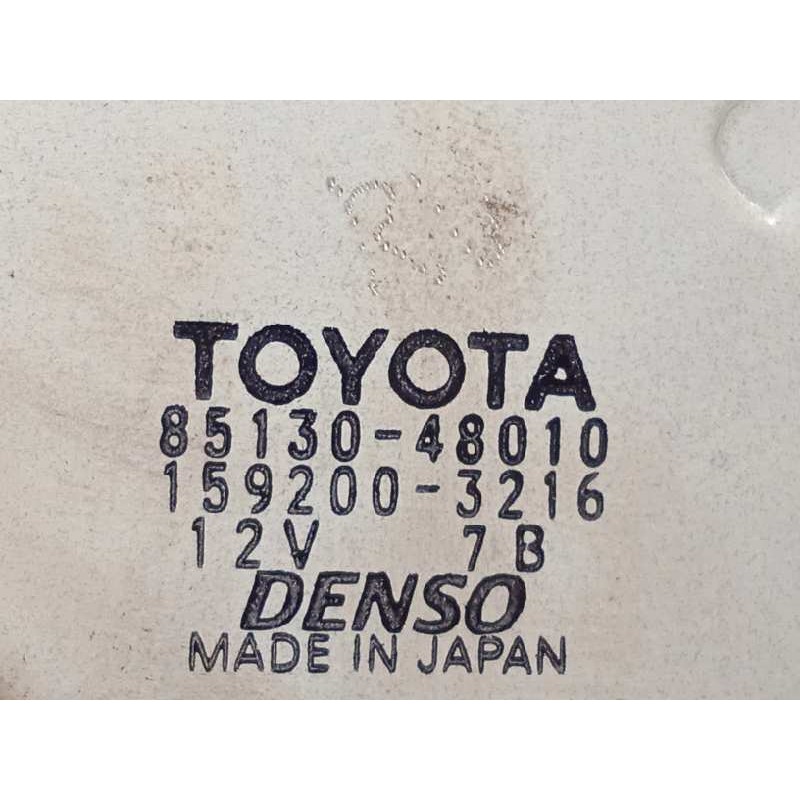 TOYOTA
85130-48010
159200-3216
12V 7B
DENSO
MADE IN JAPAN